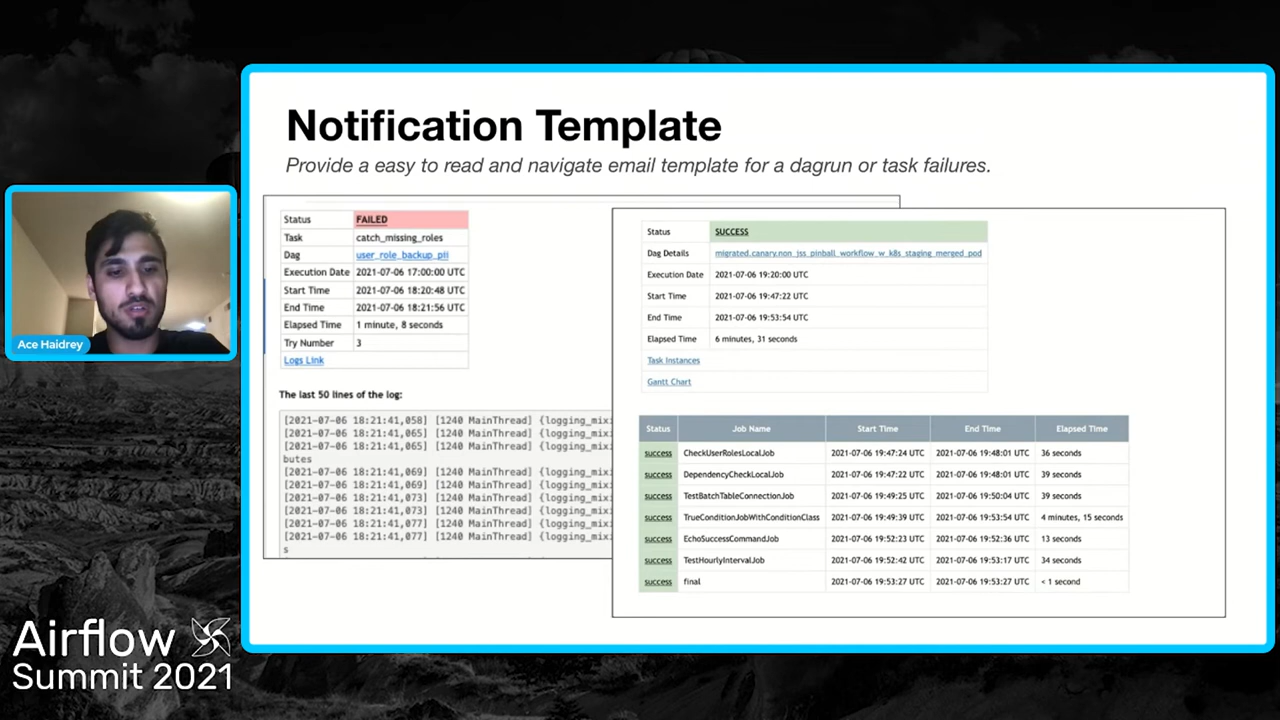 Notification Template
Provide a easy to read and navigate email template for a dagrun or task failures.
Status FAILED
Task catch_missing_roles
Dag user_role_backup_pii
Execution Date 2021-07-06 17:00:00 UTC
Start Time 2021-07-06 18:20:48 UTC
End Time 2021-07-06 18:21:56 UTC
Elapsed Time 1 minute, 8 seconds
Try Number 3
Logs Link
The last 50 lines of the log:
[2021-07-06 18:21:41,058] [1240 MainThread] {logging_mixi
[2021-07-06 18:21:41,065] [1240 MainThread] {logging_mixi
[2021-07-06 18:21:41,065] [1240 MainThread] {logging_mixi
butes
[2021-07-06 18:21:41,069] [1240 MainThread] {logging_mixi
[2021-07-06 18:21:41,069] [1240 MainThread] {logging_mixi
[2021-07-06 18:21:41,073] [1240 MainThread] {logging_mixi
[2021-07-06 18:21:41,073] [1240 MainThread] {logging_mixi
[2021-07-06 18:21:41,077] [1240 MainThread] {logging_mixi
[2021-07-06 18:21:41,077] [1240 MainThread] {logging_mixi
s
Status SUCCESS
Dag Details migrated.canary.non_jss_pinball_workflow_w_k8s_staging_merged_pod
Execution Date 2021-07-06 19:20:00 UTC
Start Time 2021-07-06 19:47:22 UTC
End Time 2021-07-06 19:53:54 UTC
Elapsed Time 6 minutes, 31 seconds
Task Instances
Gantt Chart
Status Job Name Start Time End Time Elapsed Time
success CheckUserRolesLocalJob 2021-07-06 19:47:24 UTC 2021-07-06 19:48:01 UTC 36 seconds
success DependencyCheckLocalJob 2021-07-06 19:47:22 UTC 2021-07-06 19:48:01 UTC 39 seconds
success TestBatchTableConnectionJob 2021-07-06 19:49:25 UTC 2021-07-06 19:50:04 UTC 39 seconds
success TrueConditionJobWithConditionClass 2021-07-06 19:49:39 UTC 2021-07-06 19:53:54 UTC 4 minutes, 15 seconds
success EchoSuccessCommandJob 2021-07-06 19:52:23 UTC 2021-07-06 19:52:36 UTC 13 seconds
success TestHourlyIntervalJob 2021-07-06 19:52:42 UTC 2021-07-06 19:53:17 UTC 34 seconds
success final 2021-07-06 19:53:27 UTC 2021-07-06 19:53:27 UTC < 1 second
Ace Haidrey
Airflow
Summit 2021